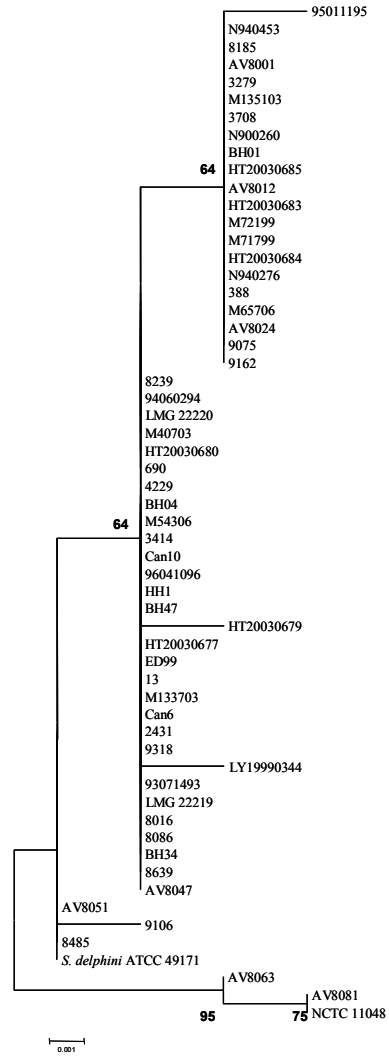 95011195
N940453
8185
AV8001
3279
M135103
3708
N900260
BH01
64
HT20030685
AV8012
HT20030683
M72199
M71799
HT20030684
N940276
388
M65706
AV8024
9075
9162
8239
94060294
LMG 22220
M40703
HT20030680
690
4229
BH04
64
M54306
3414
Can10
96041096
HH1
BH47
HT20030679
HT20030677
ED99
13
M133703
Can6
2431
9318
LY19990344
93071493
LMG 22219
8016
8086
BH34
8639
AV8047
AV8051
9106
8485
S. delphini ATCC 49171
AV8063
AV8081
95
75
NCTC 11048
0.001